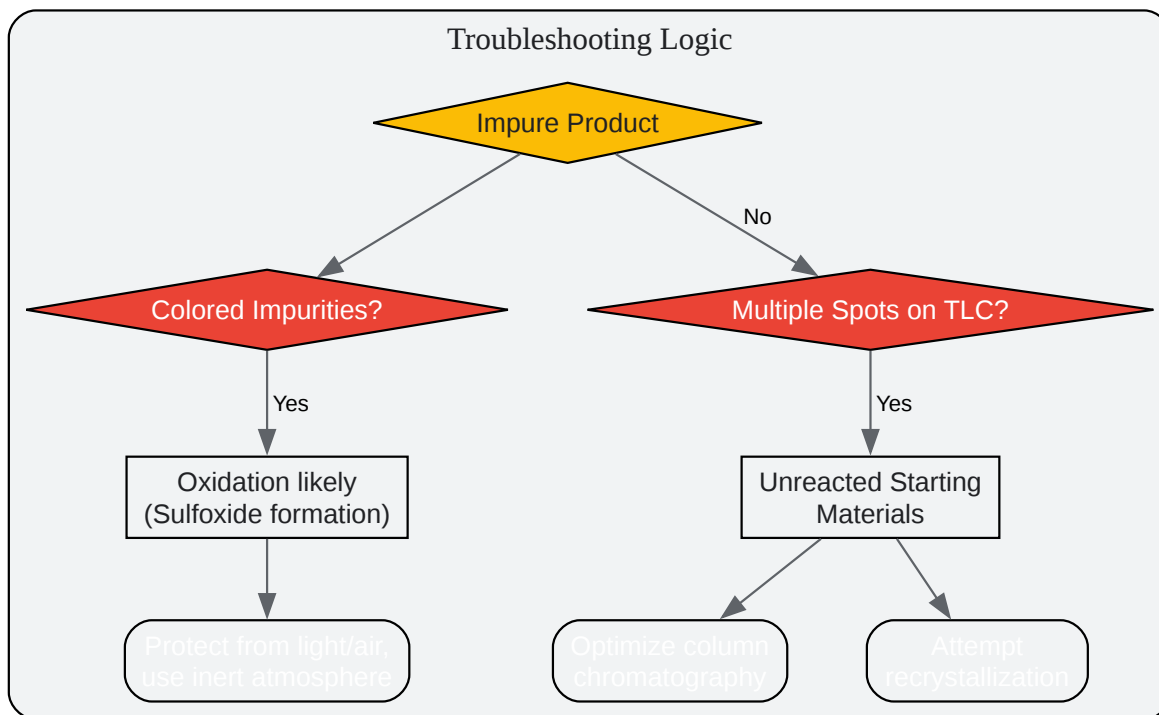 Troubleshooting Logic
Impure Product
No
Colored Impurities?
Multiple Spots on TLC?
Yes
Yes
Oxidation likely
(Sulfoxide formation)
Unreacted Starting
Materials
Protect from light/air,
use inert atmosphere
Optimize column
chromatography
Attempt
recrystallization